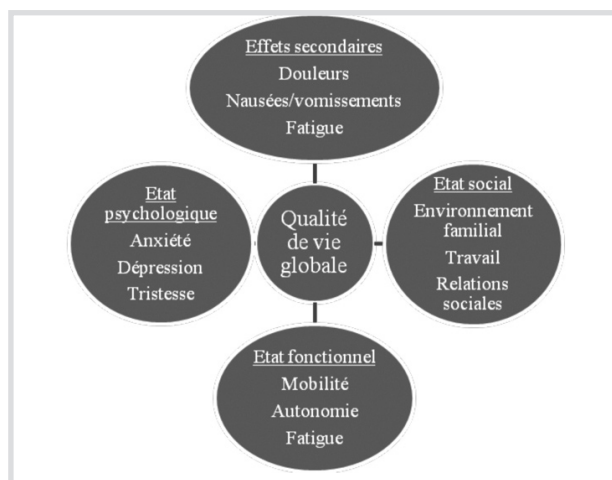 Effets secondaires
Douleurs
Nausées/vomissements
Fatigue
Etat
psychologique
Anxiété
Dépression
Tristesse
Qualité
de vie
globale
Etat social
Environnement
familial
Travail
Relations
sociales
Etat fonctionnel
Mobilité
Autonomie
Fatigue